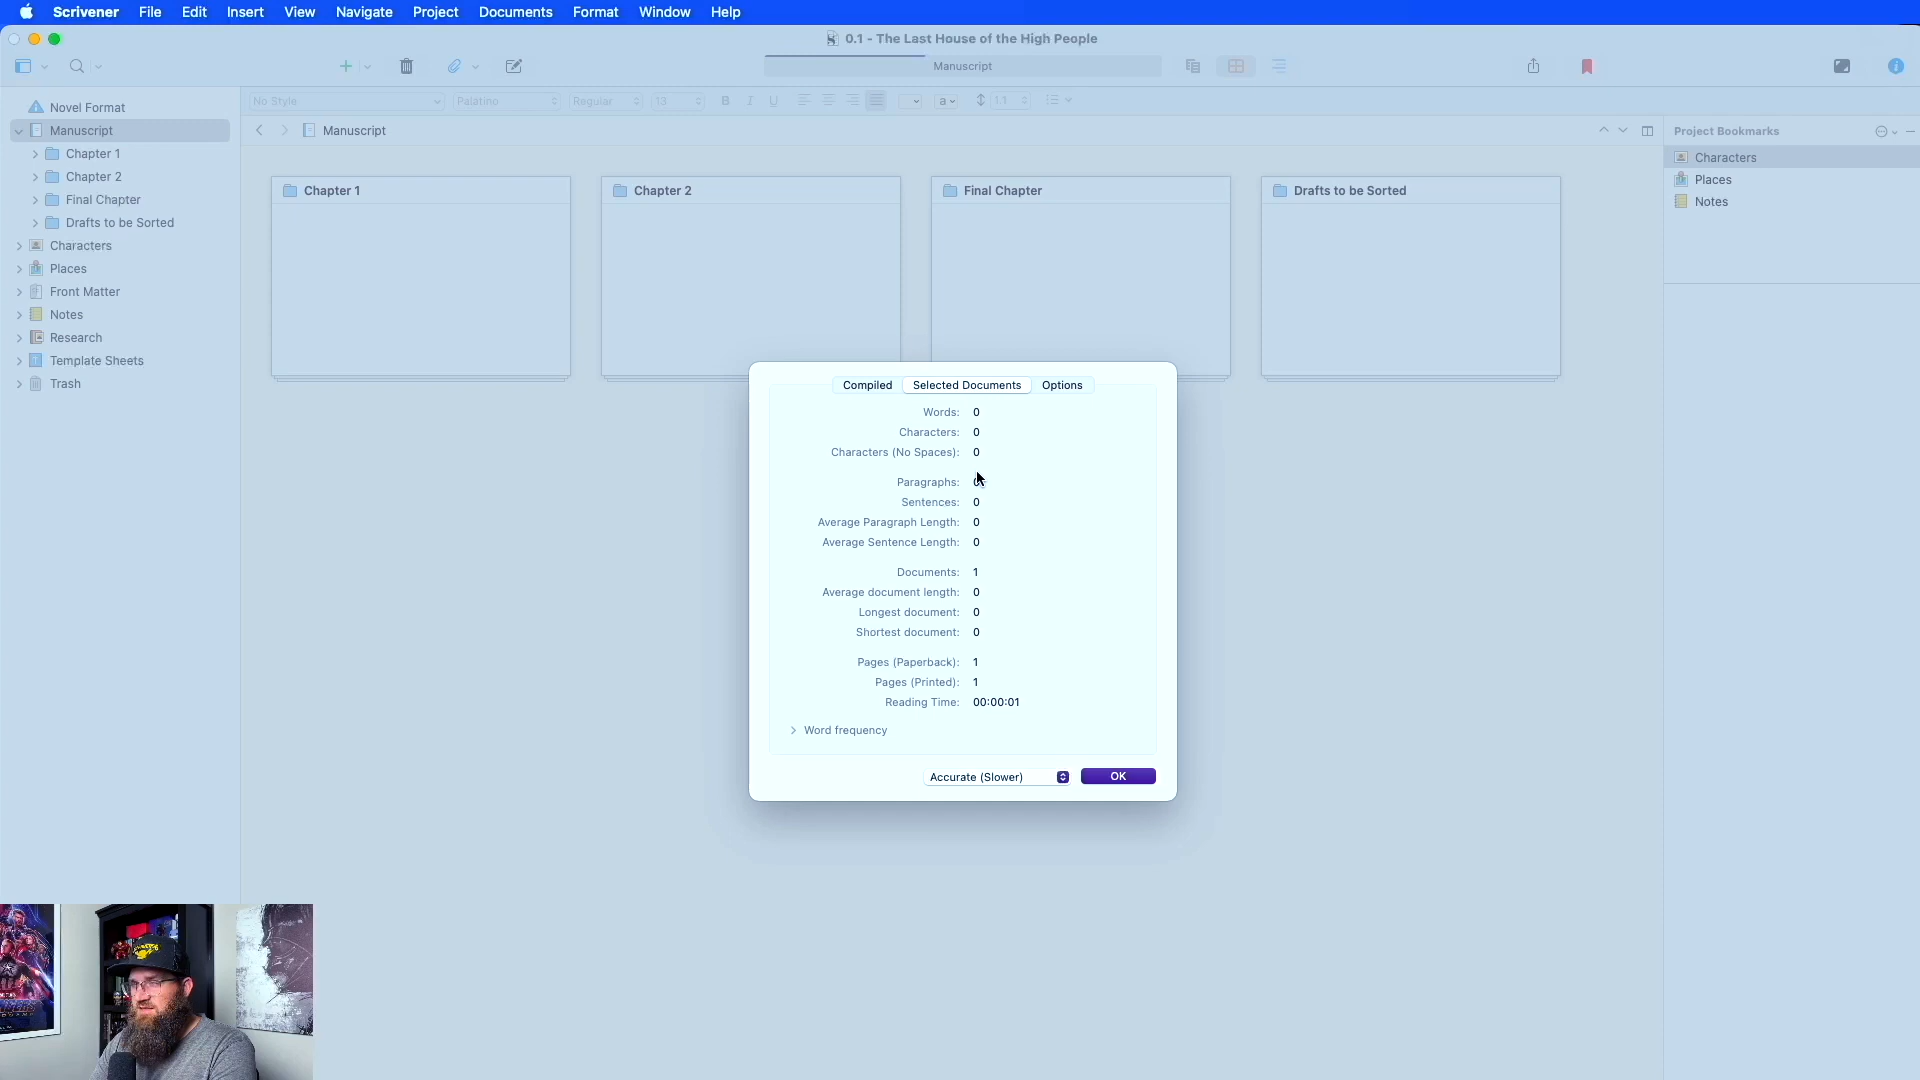 Scrivener File Edit Insert View Navigate Project Documents Format Window Help
0.1 - The Last House of the High People
Manuscript
No Style Palatino Regular 13 B I U a 1.1
Novel Format
Manuscript
Chapter 1
Chapter 2
Final Chapter
Drafts to be Sorted
Characters
Places
Front Matter
Notes
Research
Template Sheets
Trash
Manuscript
Chapter 1
Chapter 2
Final Chapter
Drafts to be Sorted
Project Bookmarks
Characters
Places
Notes
Compiled Selected Documents Options
Words: 0
Characters: 0
Characters (No Spaces): 0
Paragraphs:
Sentences: 0
Average Paragraph Length: 0
Average Sentence Length: 0
Documents: 1
Average document length: 0
Longest document: 0
Shortest document: 0
Pages (Paperback): 1
Pages (Printed): 1
Reading Time: 00:00:01
Word frequency
Accurate (Slower) OK